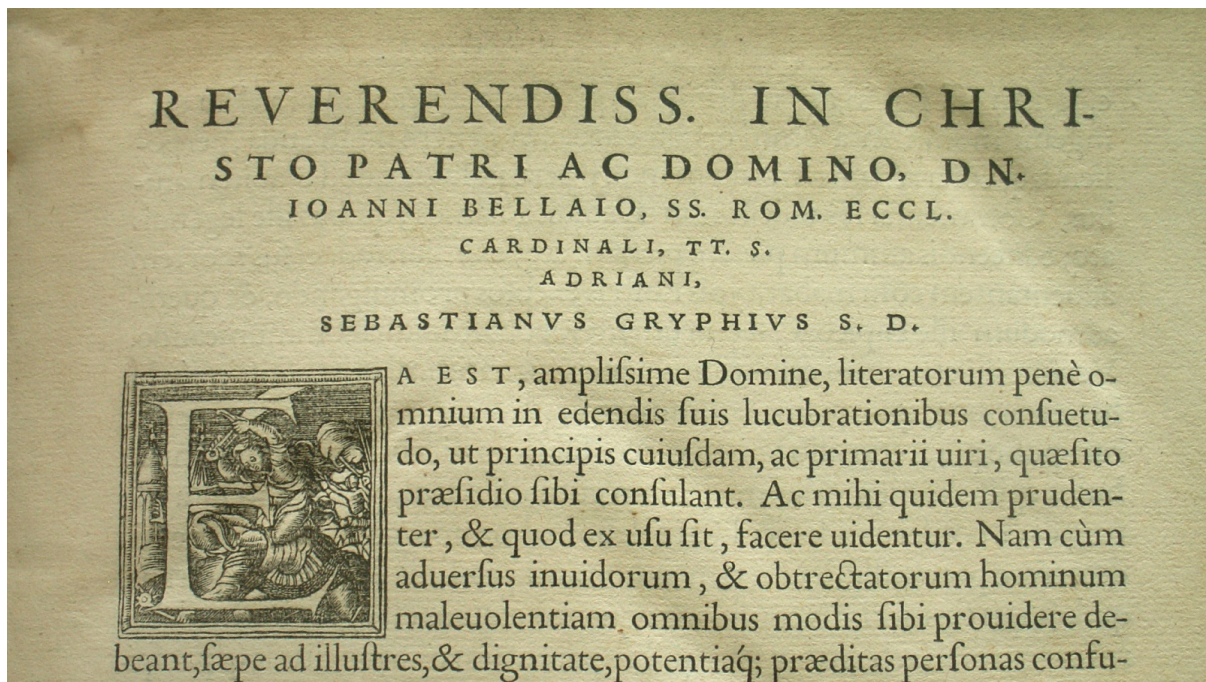 REVERENDISS. IN CHRI-
STO PATRI AC DOMINO, DN.
IOANNI BELLAIO, SS. ROM. ECCL.
CARDINALI, TT. S.
ADRIANI,
SEBASTIANVS GRYPHIVS S. D.
EA EST, ampliſsime Domine, literatorum penè o-
mnium in edendis ſuis lucubrationibus conſuetu-
do, ut principis cuiuſdam, ac primarii uiri, quæſito
præſidio ſibi conſulant. Ac mihi quidem pruden-
ter, & quod ex uſu ſit, facere uidentur. Nam cùm
aduerſus inuidorum, & obtrectatorum hominum
maleuolentiam omnibus modis ſibi prouidere de-
beant, ſæpe ad illuſtres, & dignitate, potentiaq́; præditas perſonas confu-